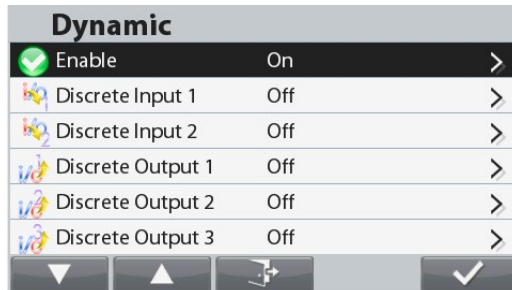 Dynamic
Enable On
Discrete Input 1 Off
Discrete Input 2 Off
Discrete Output 1 Off
Discrete Output 2 Off
Discrete Output 3 Off